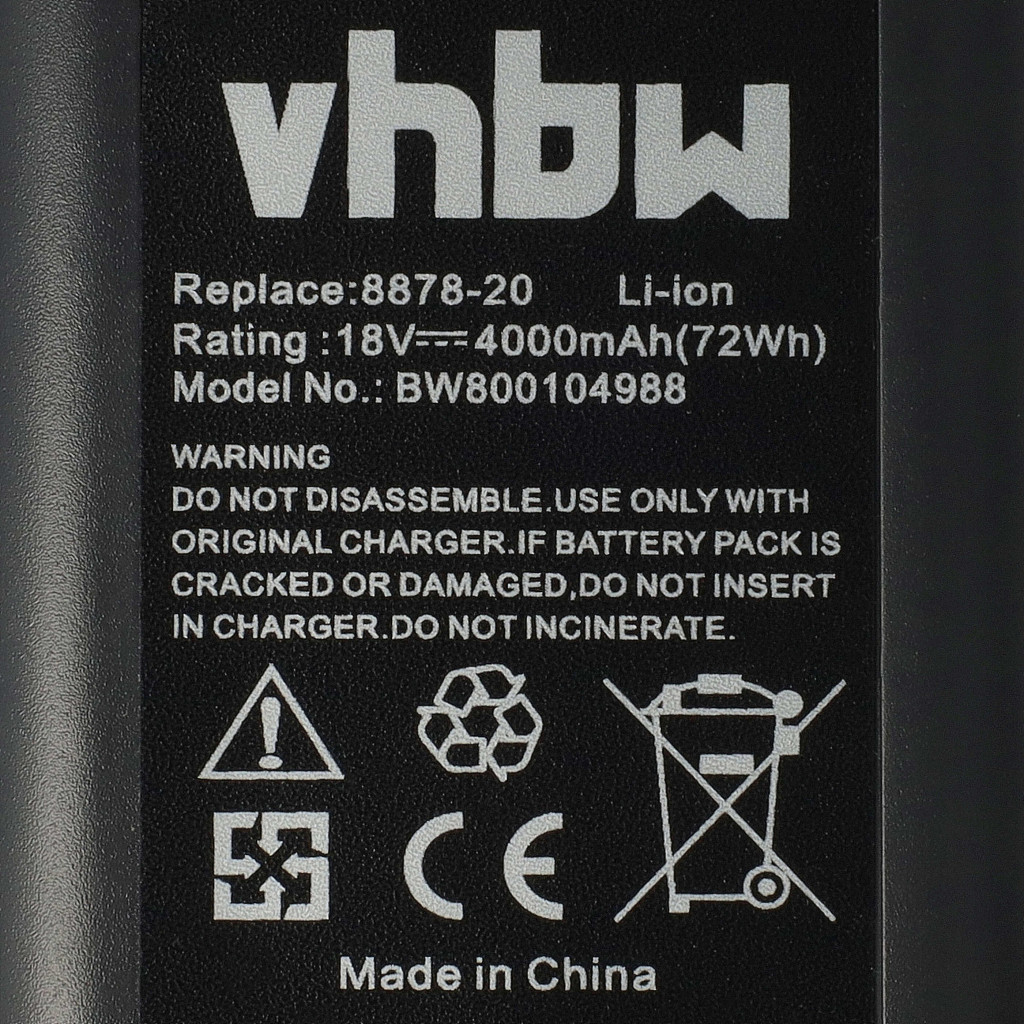 vhbw
Replace:8878-20 Li-ion
Rating :18V⎓4000mAh(72Wh)
Model No.: BW800104988
WARNING
DO NOT DISASSEMBLE.USE ONLY WITH
ORIGINAL CHARGER.IF BATTERY PACK IS
CRACKED OR DAMAGED,DO NOT INSERT
IN CHARGER.DO NOT INCINERATE.
CE
Made in China